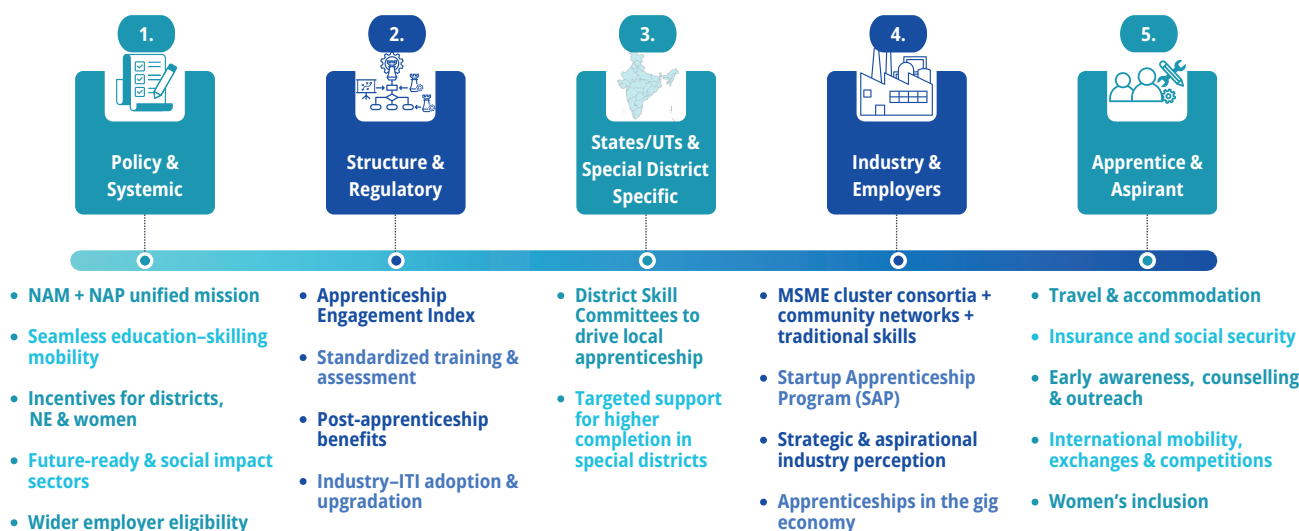 1.
Policy &
Systemic
2.
Structure &
Regulatory
3.
States/UTs &
Special District
Specific
4.
Industry &
Employers
5.
Apprentice &
Aspirant
• NAM + NAP unified mission
• Seamless education–skilling
mobility
• Incentives for districts,
NE & women
• Future-ready & social impact
sectors
• Wider employer eligibility
• Apprenticeship
Engagement Index
• Standardized training &
assessment
• Post-apprenticeship
benefits
• Industry–ITI adoption &
upgradation
• District Skill
Committees to
drive local
apprenticeship
• Targeted support
for higher
completion in
special districts
• MSME cluster consortia +
community networks +
traditional skills
• Startup Apprenticeship
Program (SAP)
• Strategic & aspirational
industry perception
• Apprenticeships in the gig
economy
• Travel & accommodation
• Insurance and social security
• Early awareness, counselling
& outreach
• International mobility,
exchanges & competitions
• Women’s inclusion